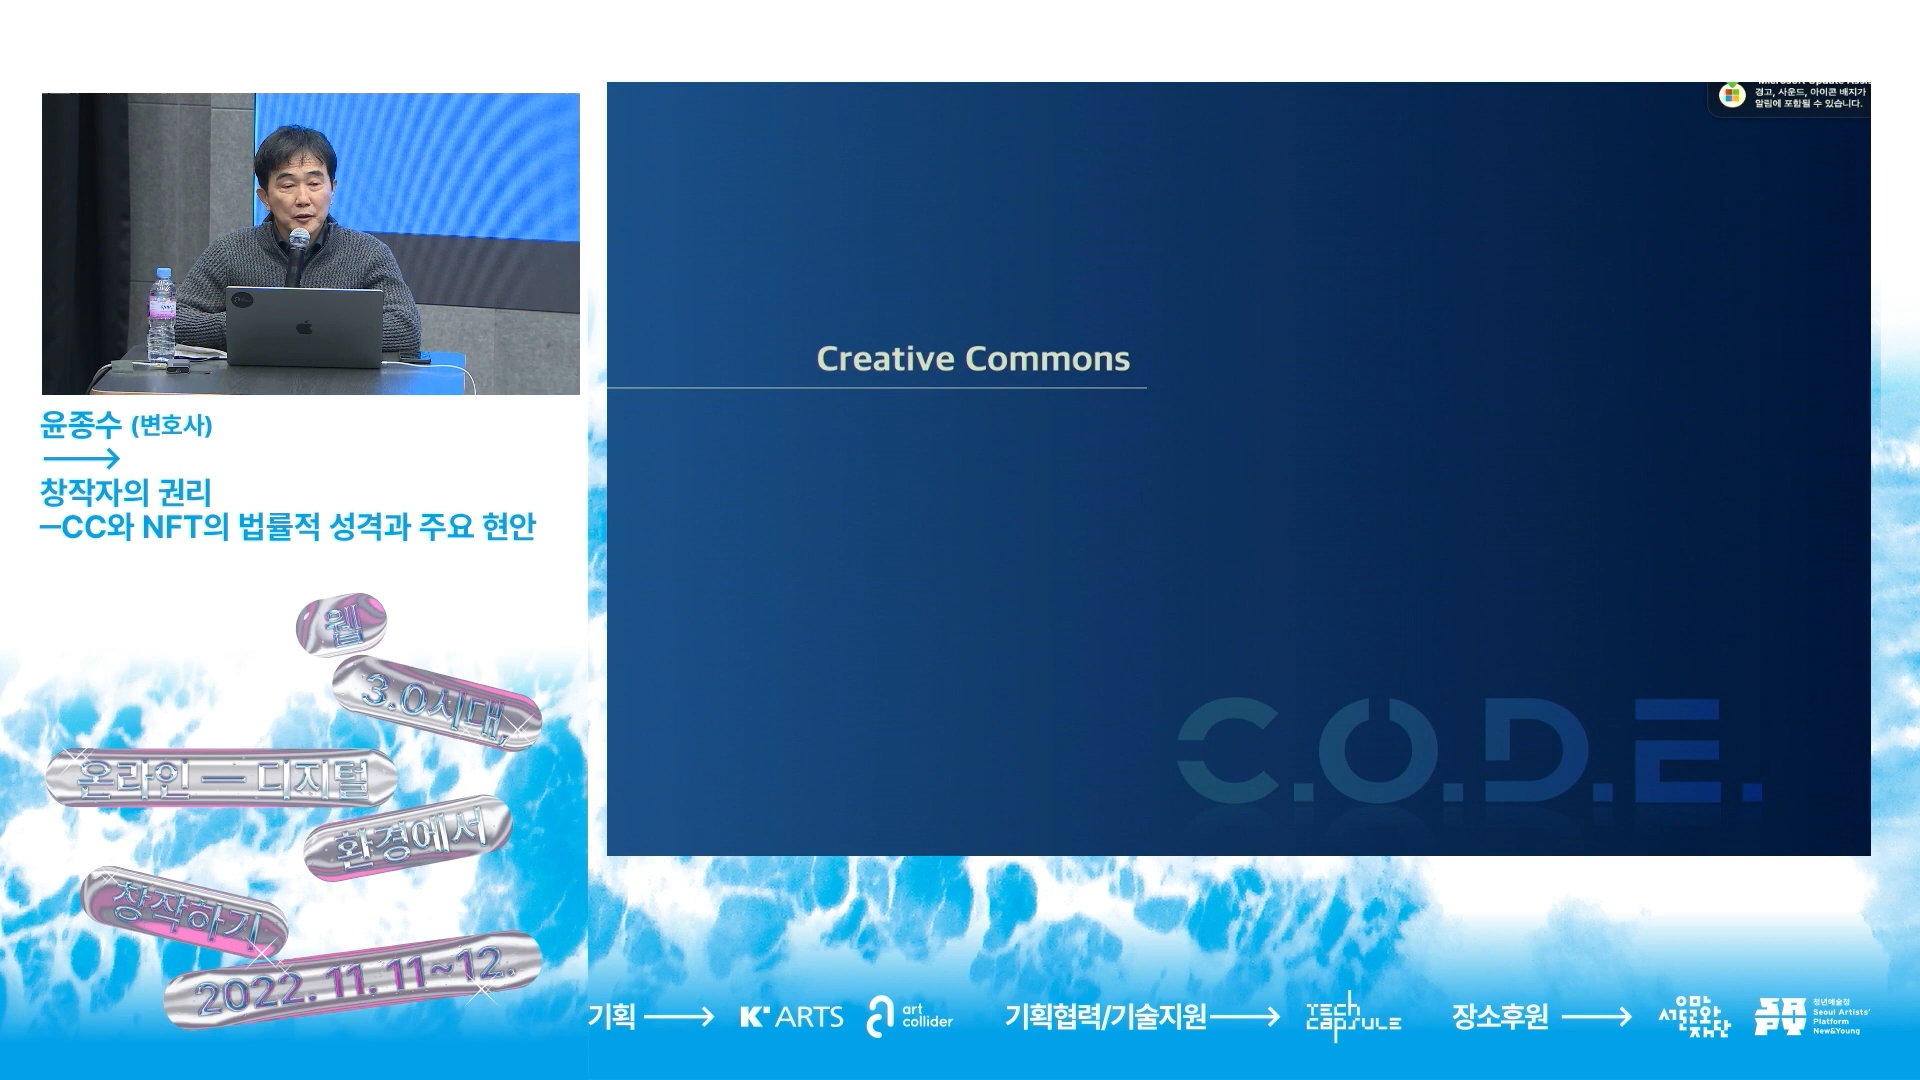 윤종수 (변호사)
창작자의 권리
—CC와 NFT의 법률적 성격과 주요 현안
웹
3.0시대,
온라인 — 디지털
환경에서
창작하기
2022. 11. 11~12.
Microsoft Update Assi
경고, 사운드, 아이콘 배지가
알림에 포함될 수 있습니다.
Creative Commons
C.O.D.E.
기획
K ARTS
art
collider
기획협력/기술지원
TECH
CAPSULE
장소후원
서울문화재단
SAPY
청년예술청
Seoul Artists'
Platform
New&Young